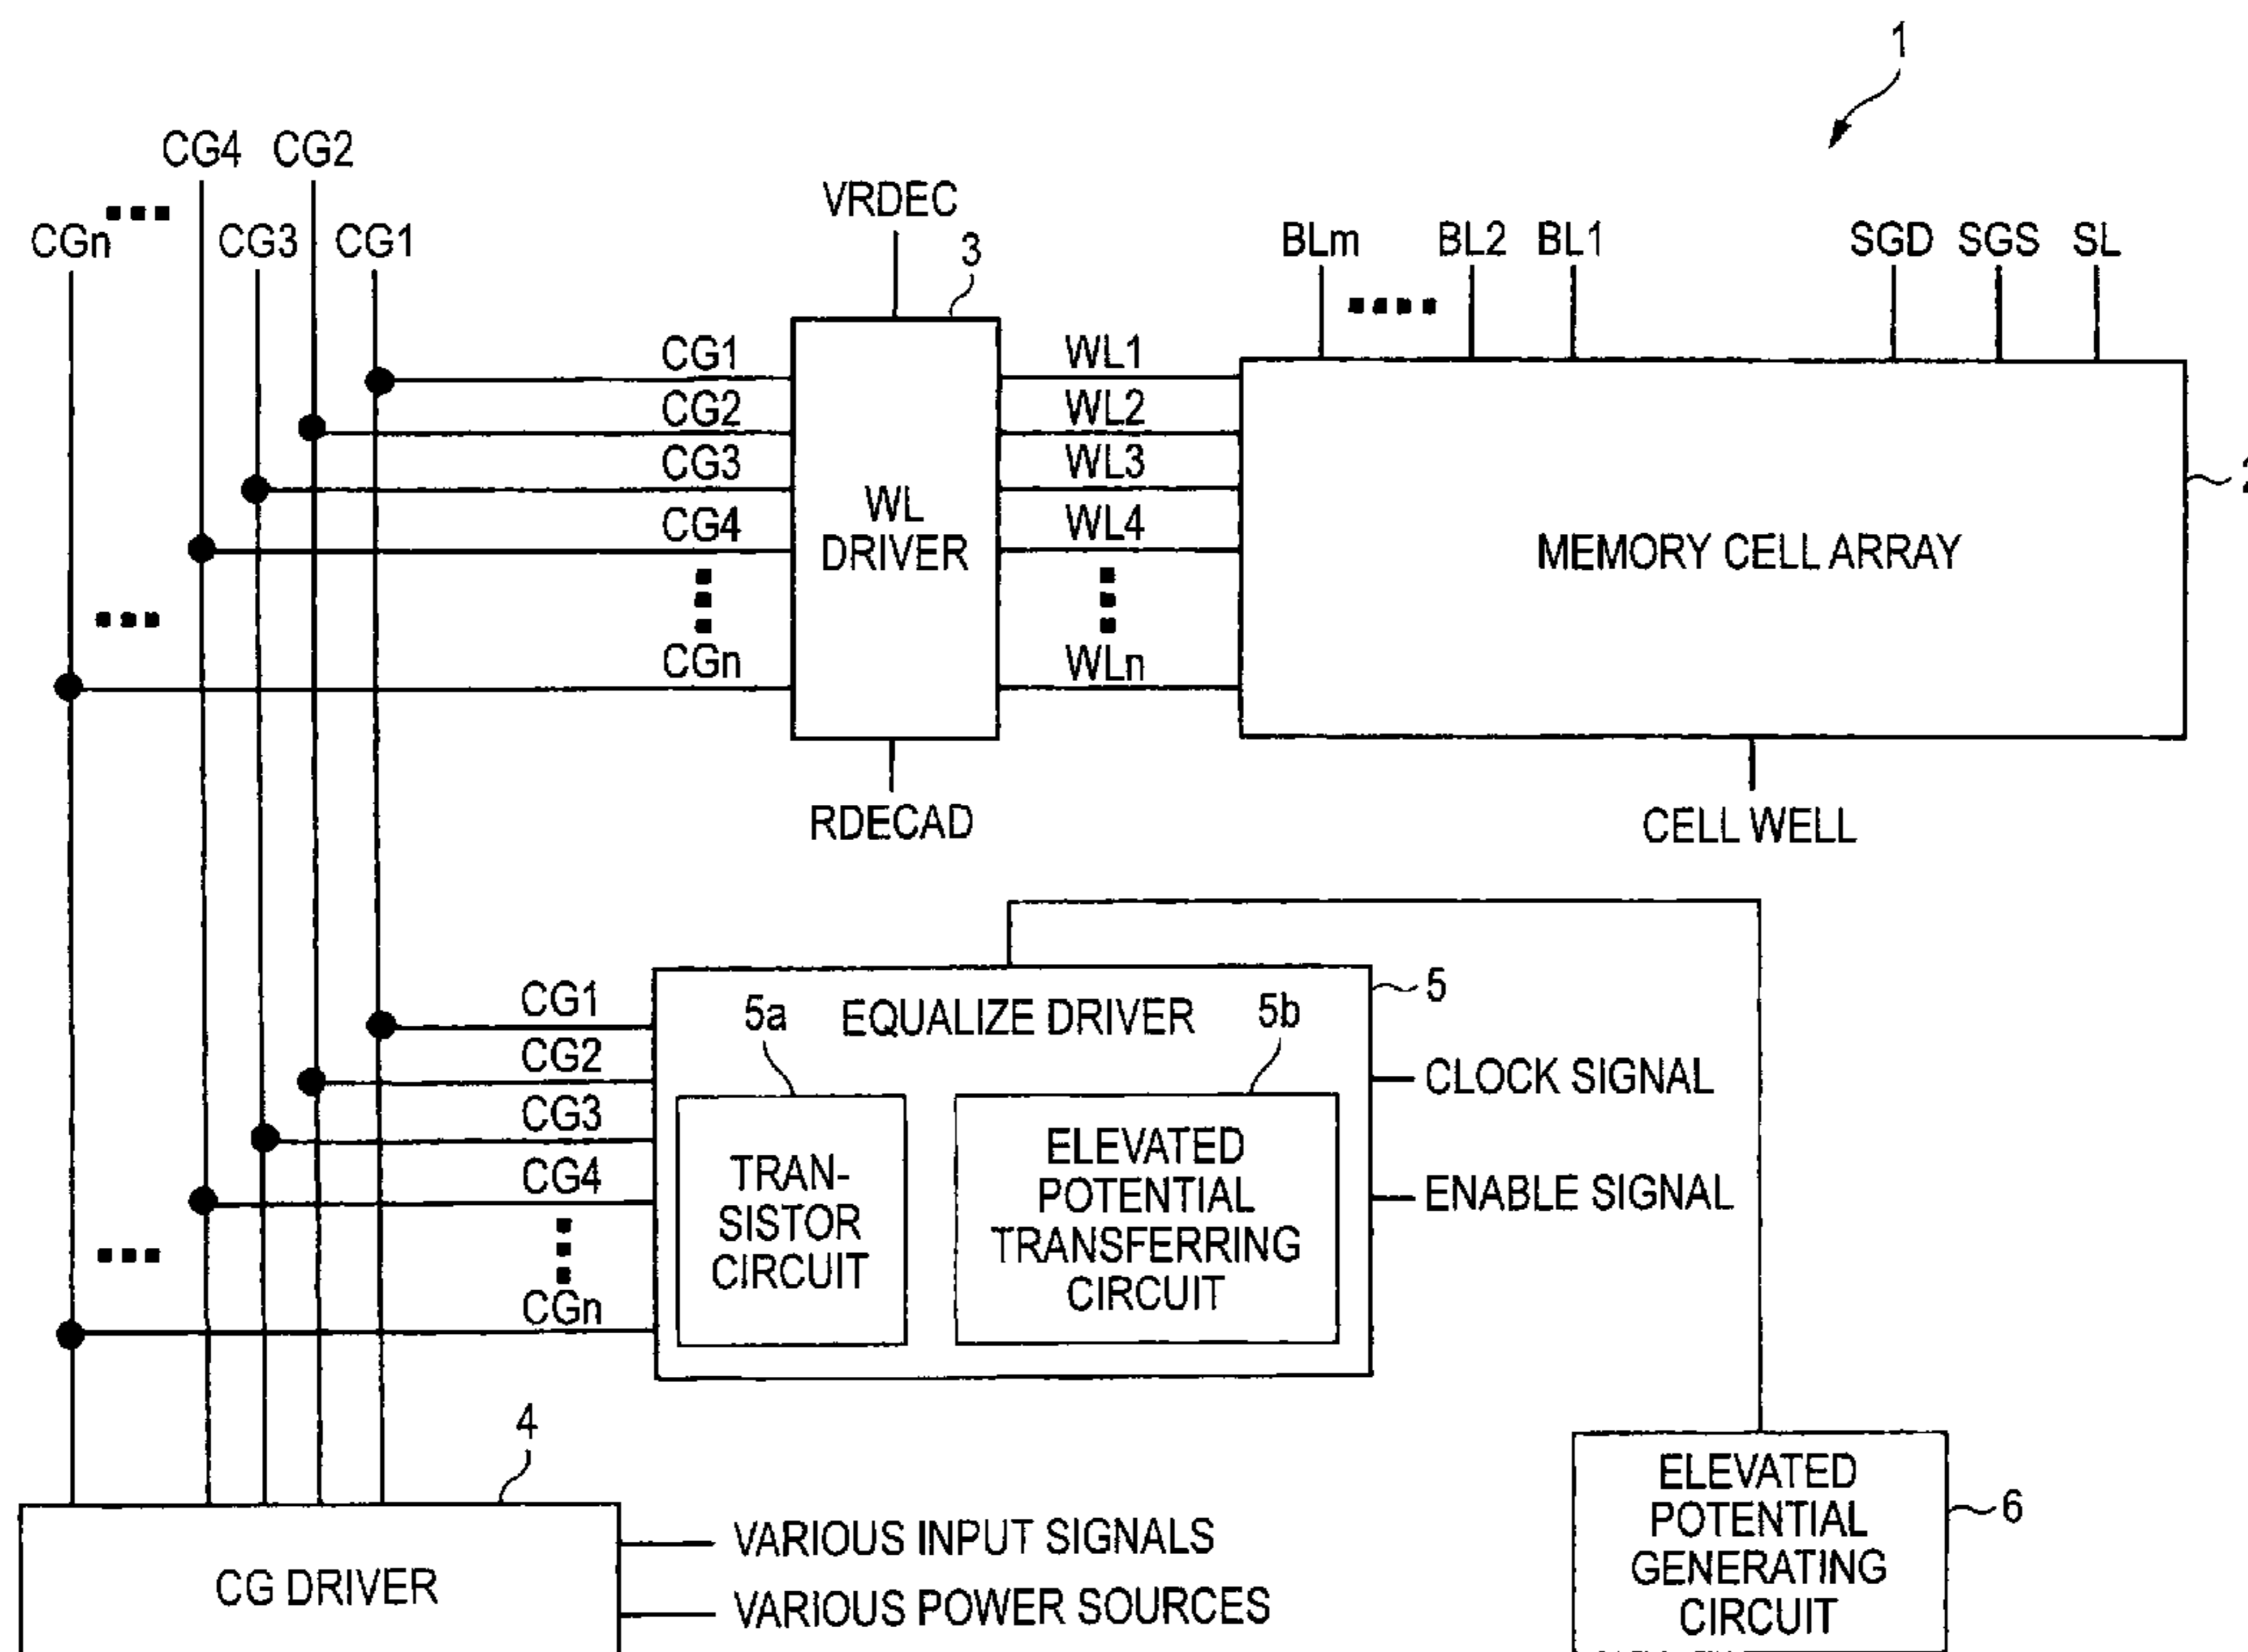 1
CG4 CG2
VRDEC
CGn CG3 CG1
3
BLm BL2 BL1 SGD SGS SL
CG1 WL1
CG2 WL2
CG3 WL3
2
WL DRIVER
MEMORY CELL ARRAY
CG4 WL4
CGn WLn
RDECAD
CELL WELL
5
CG1
5a
EQUALIZE DRIVER
5b
CG2
CLOCK SIGNAL
CG3
TRAN-
SISTOR
CIRCUIT
ELEVATED
POTENTIAL
TRANSFERRING
CIRCUIT
CG4
ENABLE SIGNAL
CGn
4
ELEVATED
POTENTIAL
GENERATING
CIRCUIT
6
CG DRIVER
VARIOUS INPUT SIGNALS
VARIOUS POWER SOURCES